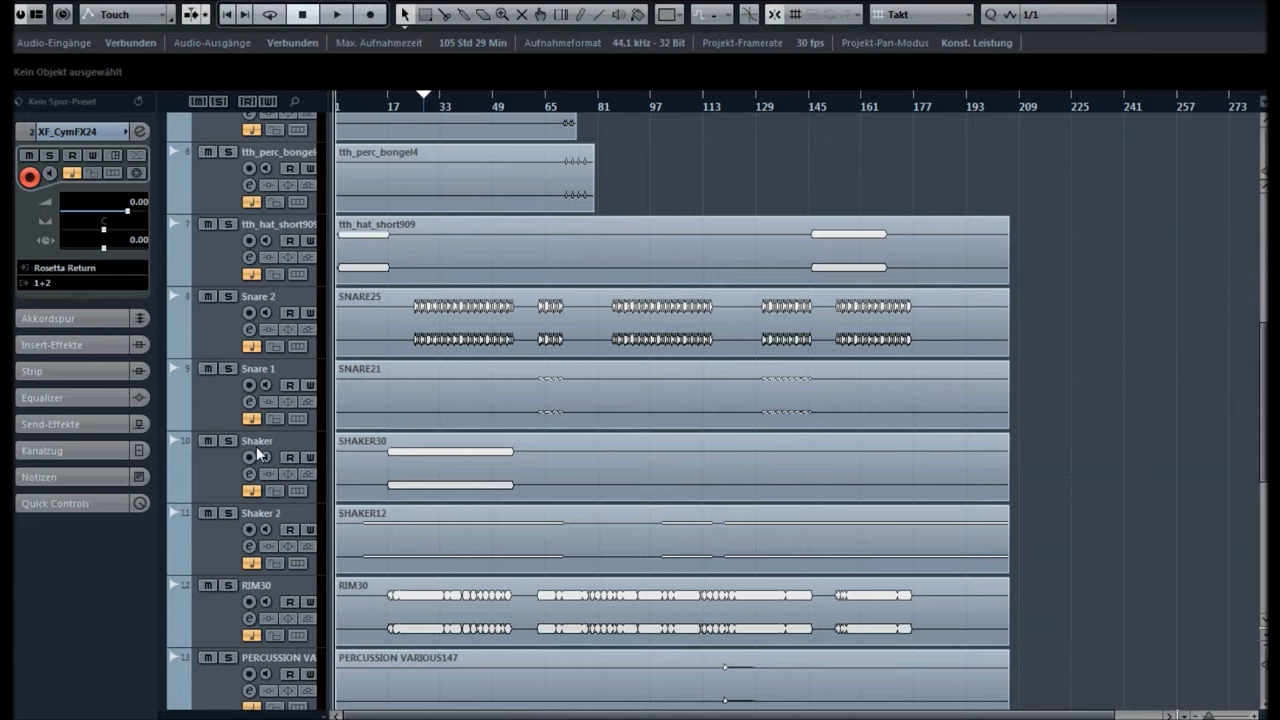 Touch
Takt
1/1
Audio-Eingänge Verbunden Audio-Ausgänge Verbunden Max. Aufnahmezeit 105 Std 29 Min Aufnahmeformat 44.1 kHz - 32 Bit Projekt-Framerate 30 fps Projekt-Pan-Modus Konst. Leistung
Kein Objekt ausgewählt
Kein Spur-Preset
1 17 33 49 65 81 97 113 129 145 161 177 193 209 225 241 257 273
2 XF_CymFX24
M S R W
0.00
C
0.00
Rosetta Return
1+2
Akkordspur
Insert-Effekte
Strip
Equalizer
Send-Effekte
Kanalzug
Notizen
Quick Controls
6 M S tth_perc_bongel4
R W
tth_perc_bongel4
7 M S tth_hat_short909
R W
tth_hat_short909
8 M S Snare 2
R W
SNARE25
9 M S Snare 1
R W
SNARE21
10 M S Shaker
R W
SHAKER30
11 M S Shaker 2
R W
SHAKER12
12 M S RIM30
R W
RIM30
13 M S PERCUSSION VA
R W
PERCUSSION VARIOUS147